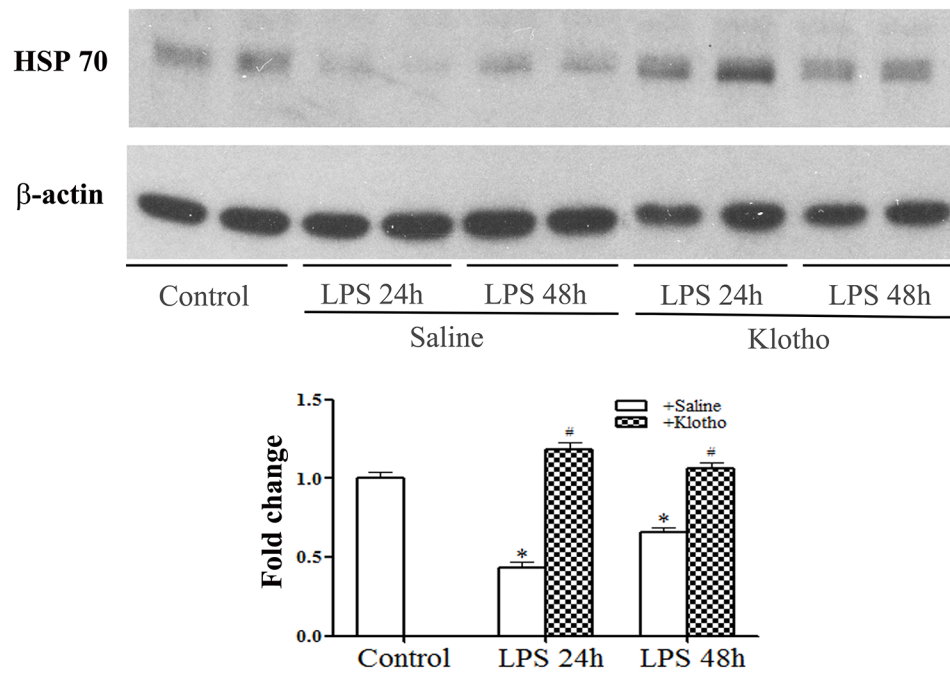 HSP 70
β-actin
Control LPS 24h LPS 48h LPS 24h LPS 48h
Saline Klotho
1.5
1.0
0.5
0.0
Fold change
+Saline
+Klotho
* # * #
Control LPS 24h LPS 48h